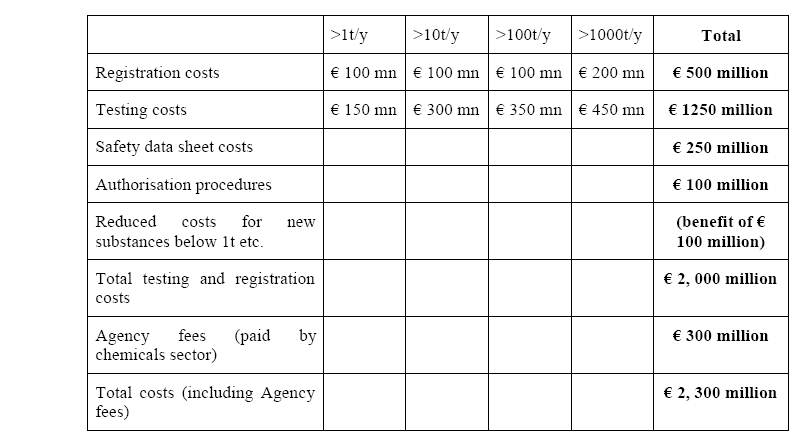 >1t/y >10t/y >100t/y >1000t/y Total
Registration costs € 100 mn € 100 mn € 100 mn € 200 mn € 500 million
Testing costs € 150 mn € 300 mn € 350 mn € 450 mn € 1250 million
Safety data sheet costs € 250 million
Authorisation procedures € 100 million
Reduced costs for new (benefit of €
substances below 1t etc. 100 million)
Total testing and registration € 2, 000 million
costs
Agency fees (paid by € 300 million
chemicals sector)
Total costs (including Agency € 2, 300 million
fees)